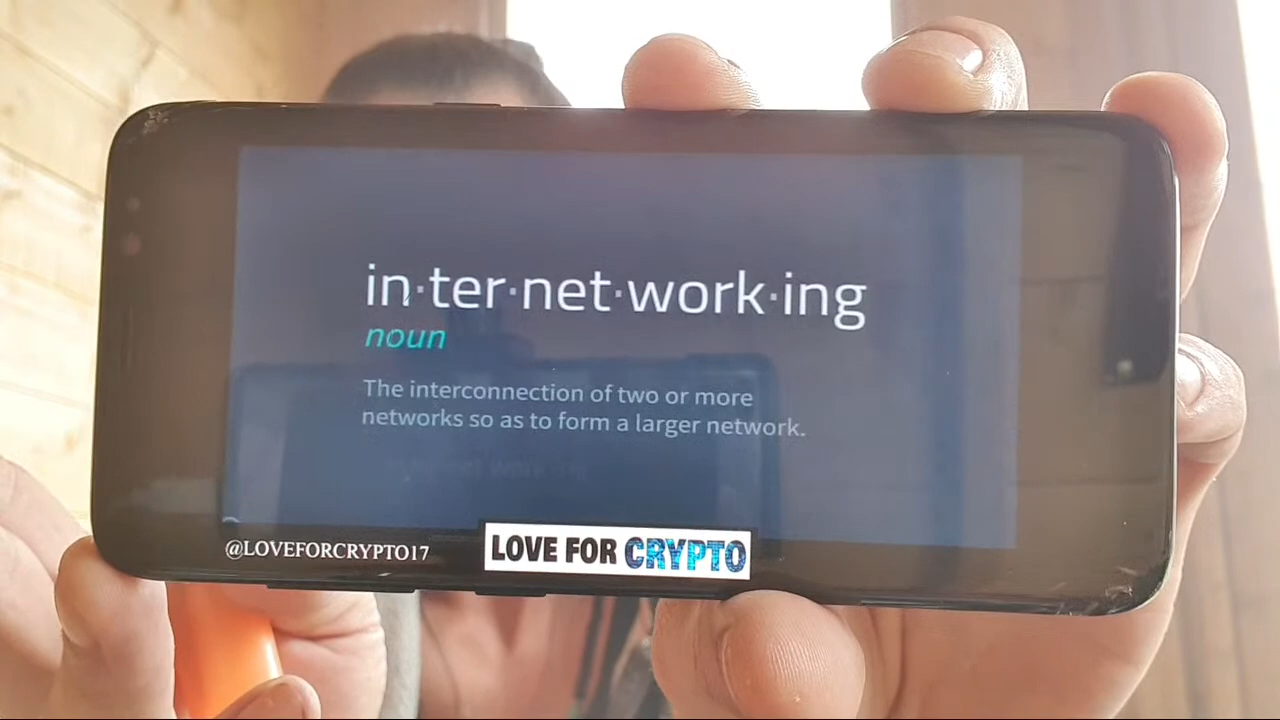 in·ter·net·work·ing
noun
The interconnection of two or more
networks so as to form a larger network.
@LOVEFORCRYPTO17
LOVE FOR CRYPTO